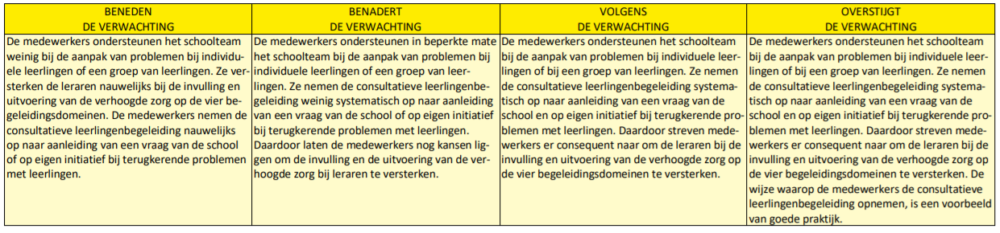 BENEDEN
DE VERWACHTING
De medewerkers ondersteunen het schoolteam
weinig bij de aanpak van problemen bij individu-
ele leerlingen of een groep van leerlingen. Ze ver-
sterken de leraren nauwelijks bij de invulling en
uitvoering van de verhoogde zorg op de vier be-
geleidingsdomeinen. De medewerkers nemen de
consultatieve leerlingenbegeleiding nauwelijks
op naar aanleiding van een vraag van de school
of op eigen initiatief bij terugkerende problemen
met leerlingen.
BENADERT
DE VERWACHTING
De medewerkers ondersteunen in beperkte mate
het schoolteam bij de aanpak van problemen bij
individuele leerlingen of een groep van leer-
lingen. Ze nemen de consultatieve leerlingenbe-
geleiding weinig systematisch op naar aanleiding
van een vraag van de school of op eigen initiatief
bij terugkerende problemen met leerlingen.
Daardoor laten de medewerkers nog kansen lig-
gen om de invulling en de uitvoering van de ver-
hoogde zorg bij leraren te versterken.
VOLGENS
DE VERWACHTING
De medewerkers ondersteunen het schoolteam
bij de aanpak van problemen bij individuele leer-
lingen of bij een groep van leerlingen. Ze nemen
de consultatieve leerlingenbegeleiding systema-
tisch op naar aanleiding van een vraag van de
school en op eigen initiatief bij terugkerende pro-
blemen met leerlingen. Daardoor streven mede-
werkers er consequent naar om de leraren bij de
invulling en uitvoering van de verhoogde zorg op
de vier begeleidingsdomeinen te versterken.
OVERSTIJGT
DE VERWACHTING
De medewerkers ondersteunen het schoolteam
bij de aanpak van problemen bij individuele leer-
lingen of bij een groep van leerlingen. Ze nemen
de consultatieve leerlingenbegeleiding systema-
tisch op naar aanleiding van een vraag van de
school en op eigen initiatief bij terugkerende pro-
blemen met leerlingen. Daardoor streven mede-
werkers er consequent naar om de leraren bij de
invulling en uitvoering van de verhoogde zorg op
de vier begeleidingsdomeinen te versterken. De
wijze waarop de medewerkers de consultatieve
leerlingenbegeleiding opnemen, is een voorbeeld
van goede praktijk.